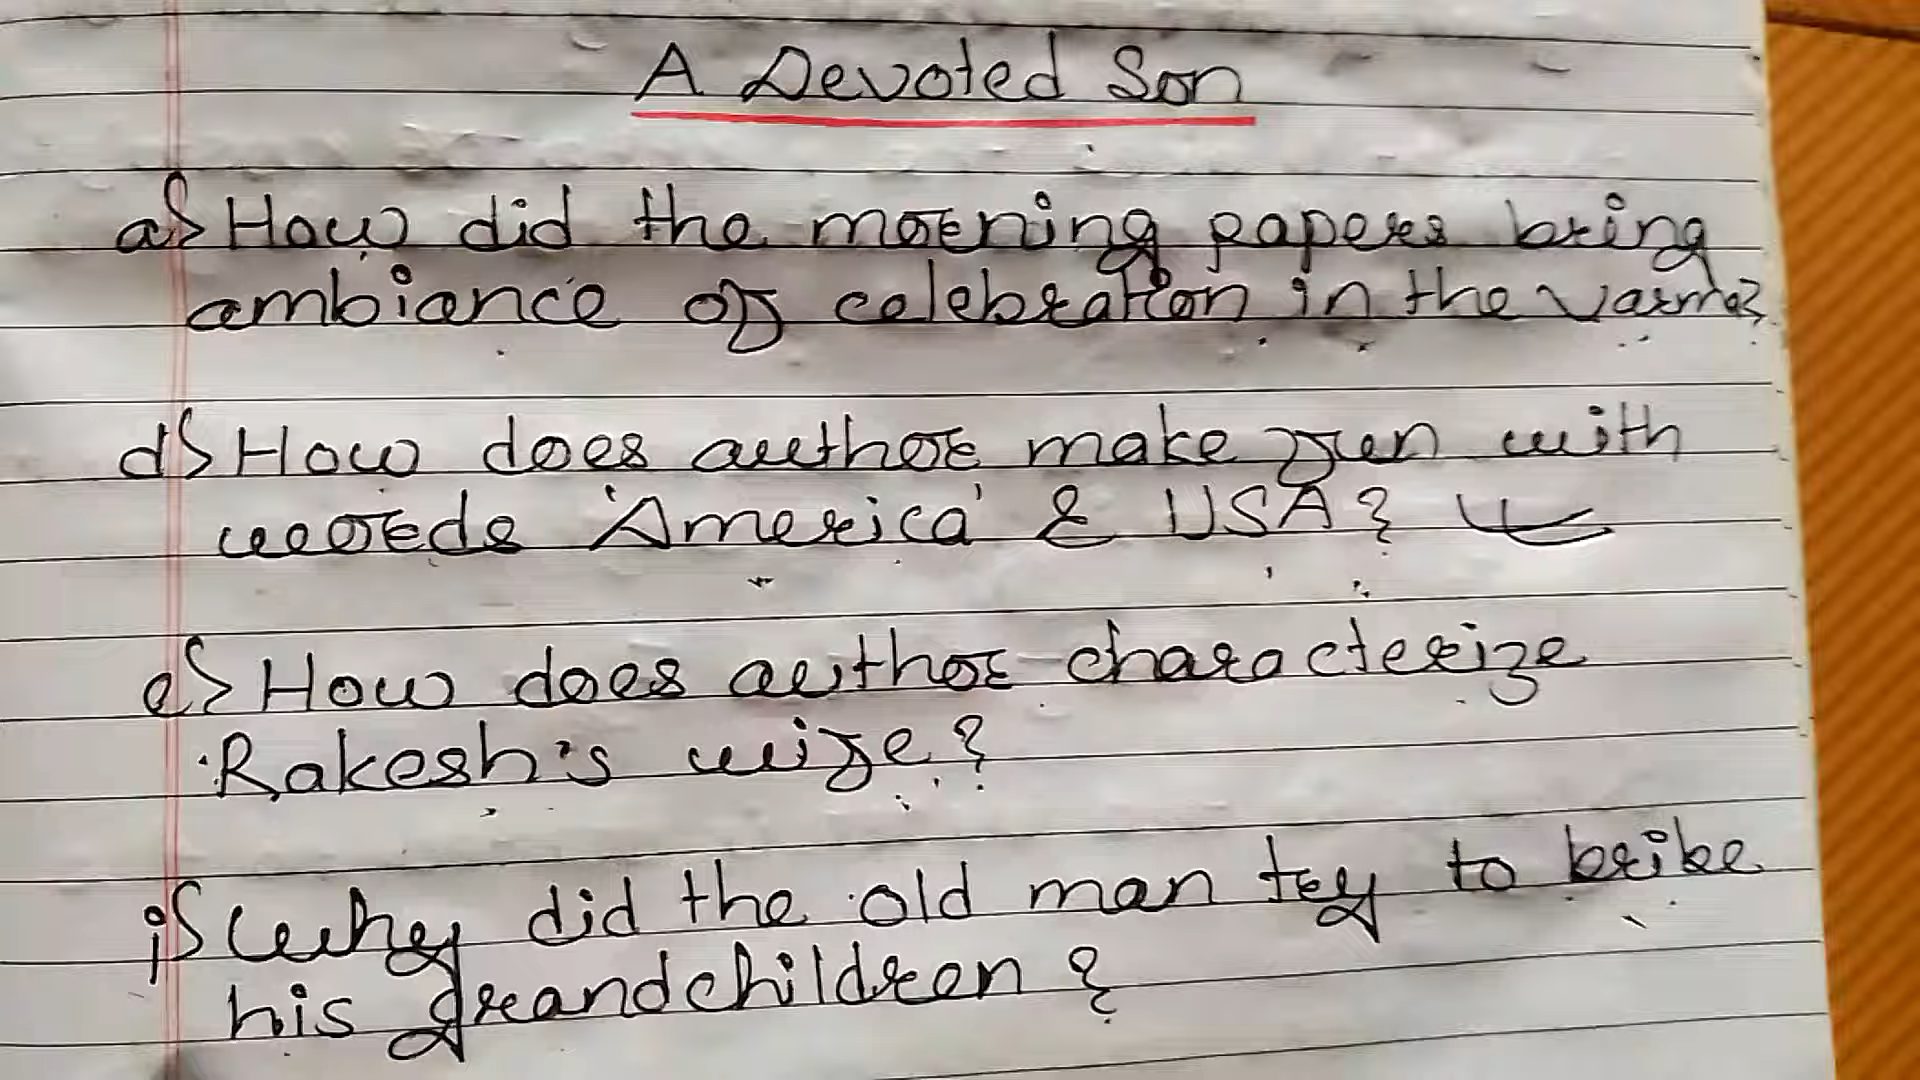 A Devoted Son
a) How did the morning papers bring
ambiance of celebration in the Varma?
d) How does author make fun with
words 'America' & USA?
e) How does author characterize
Rakesh's wife?
j) Why did the old man try to bribe
his grandchildren?